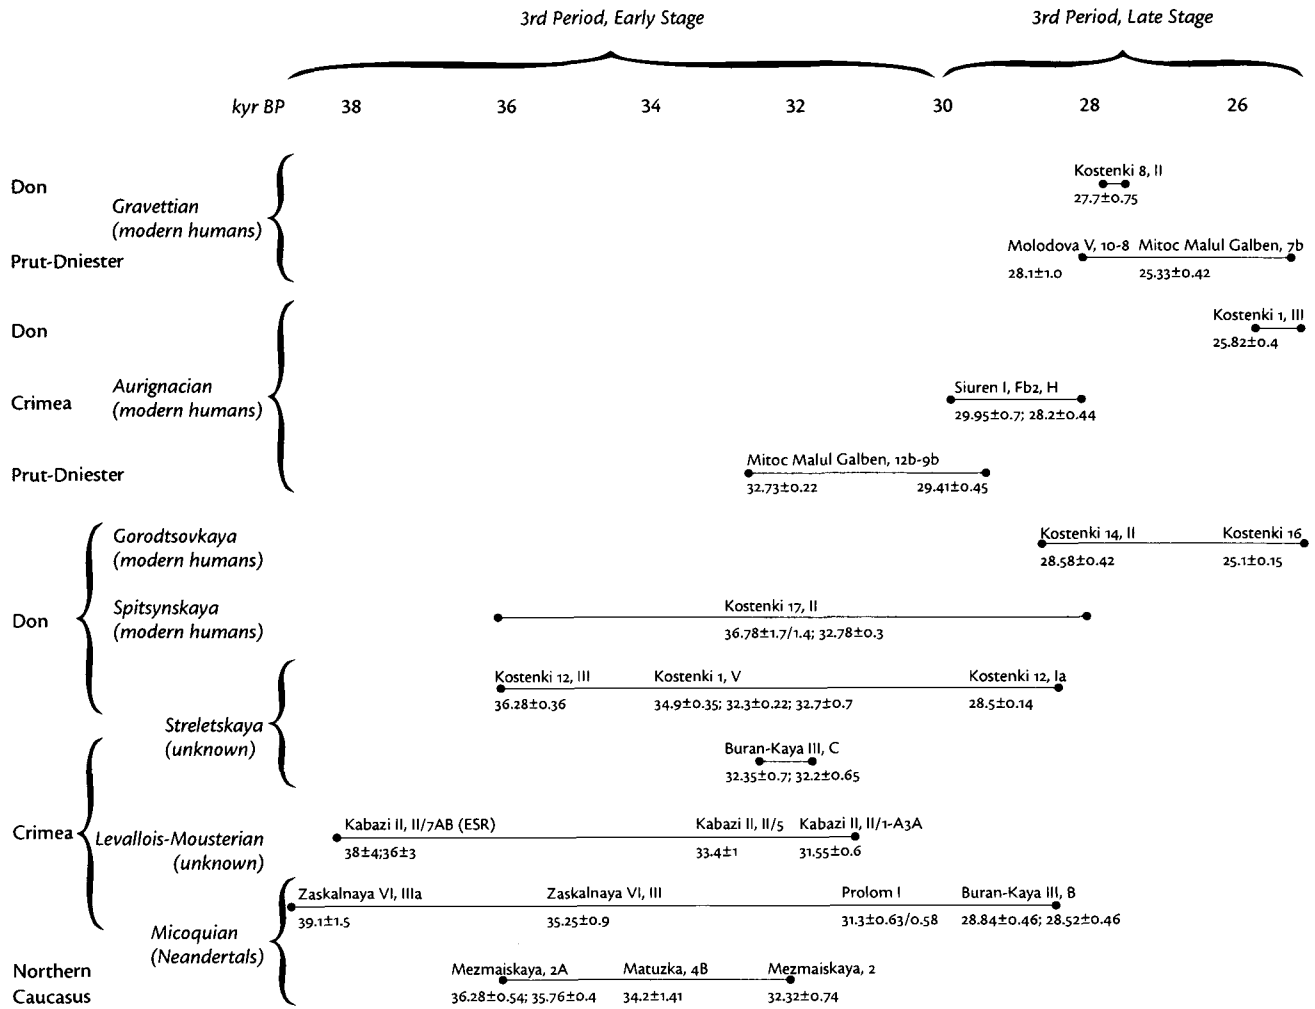 3rd Period, Early Stage 3rd Period, Late Stage
kyr BP 38 36 34 32 30 28 26
Don
Gravettian
(modern humans)
Prut-Dniester
Kostenki 8, II
27.7±0.75
Molodova V, 10-8 Mitoc Malul Galben, 7b
28.1±1.0 25.33±0.42
Don
Aurignacian
Crimea
(modern humans)
Prut-Dniester
Kostenki 1, III
25.82±0.4
Siuren I, Fb2, H
29.95±0.7; 28.2±0.44
Mitoc Malul Galben, 12b-9b
32.73±0.22 29.41±0.45
Don
Gorodtsovkaya
(modern humans)
Kostenki 14, II Kostenki 16
28.58±0.42 25.1±0.15
Spitsynskaya
(modern humans)
Kostenki 17, II
36.78±1.7/1.4; 32.78±0.3
Streletskaya
(unknown)
Kostenki 12, III Kostenki 1, V Kostenki 12, Ia
36.28±0.36 34.9±0.35; 32.3±0.22; 32.7±0.7 28.5±0.14
Buran-Kaya III, C
32.35±0.7; 32.2±0.65
Crimea
Levallois-Mousterian
(unknown)
Kabazi II, II/7AB (ESR) Kabazi II, II/5 Kabazi II, II/1-A3A
38±4;36±3 33.4±1 31.55±0.6
Micoquian
(Neandertals)
Zaskalnaya VI, IIIa Zaskalnaya VI, III Prolom I Buran-Kaya III, B
39.1±1.5 35.25±0.9 31.3±0.63/0.58 28.84±0.46; 28.52±0.46
Northern
Caucasus
Mezmaiskaya, 2A Matuzka, 4B Mezmaiskaya, 2
36.28±0.54; 35.76±0.4 34.2±1.41 32.32±0.74